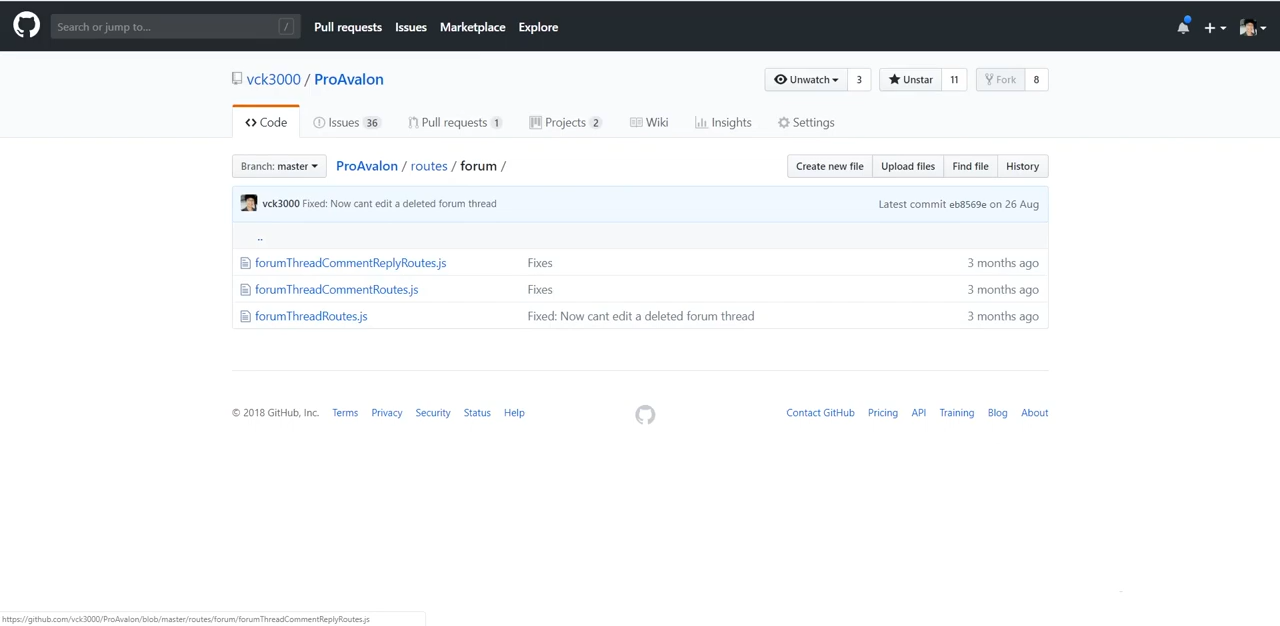 Search or jump to... / Pull requests Issues Marketplace Explore
vck3000 / ProAvalon Unwatch 3 Unstar 11 Fork 8
Code Issues 36 Pull requests 1 Projects 2 Wiki Insights Settings
Branch: master ProAvalon / routes / forum / Create new file Upload files Find file History
vck3000 Fixed: Now cant edit a deleted forum thread Latest commit eb8569e on 26 Aug
..
forumThreadCommentReplyRoutes.js Fixes 3 months ago
forumThreadCommentRoutes.js Fixes 3 months ago
forumThreadRoutes.js Fixed: Now cant edit a deleted forum thread 3 months ago
© 2018 GitHub, Inc. Terms Privacy Security Status Help Contact GitHub Pricing API Training Blog About
https://github.com/vck3000/ProAvalon/blob/master/routes/forum/forumThreadCommentReplyRoutes.js